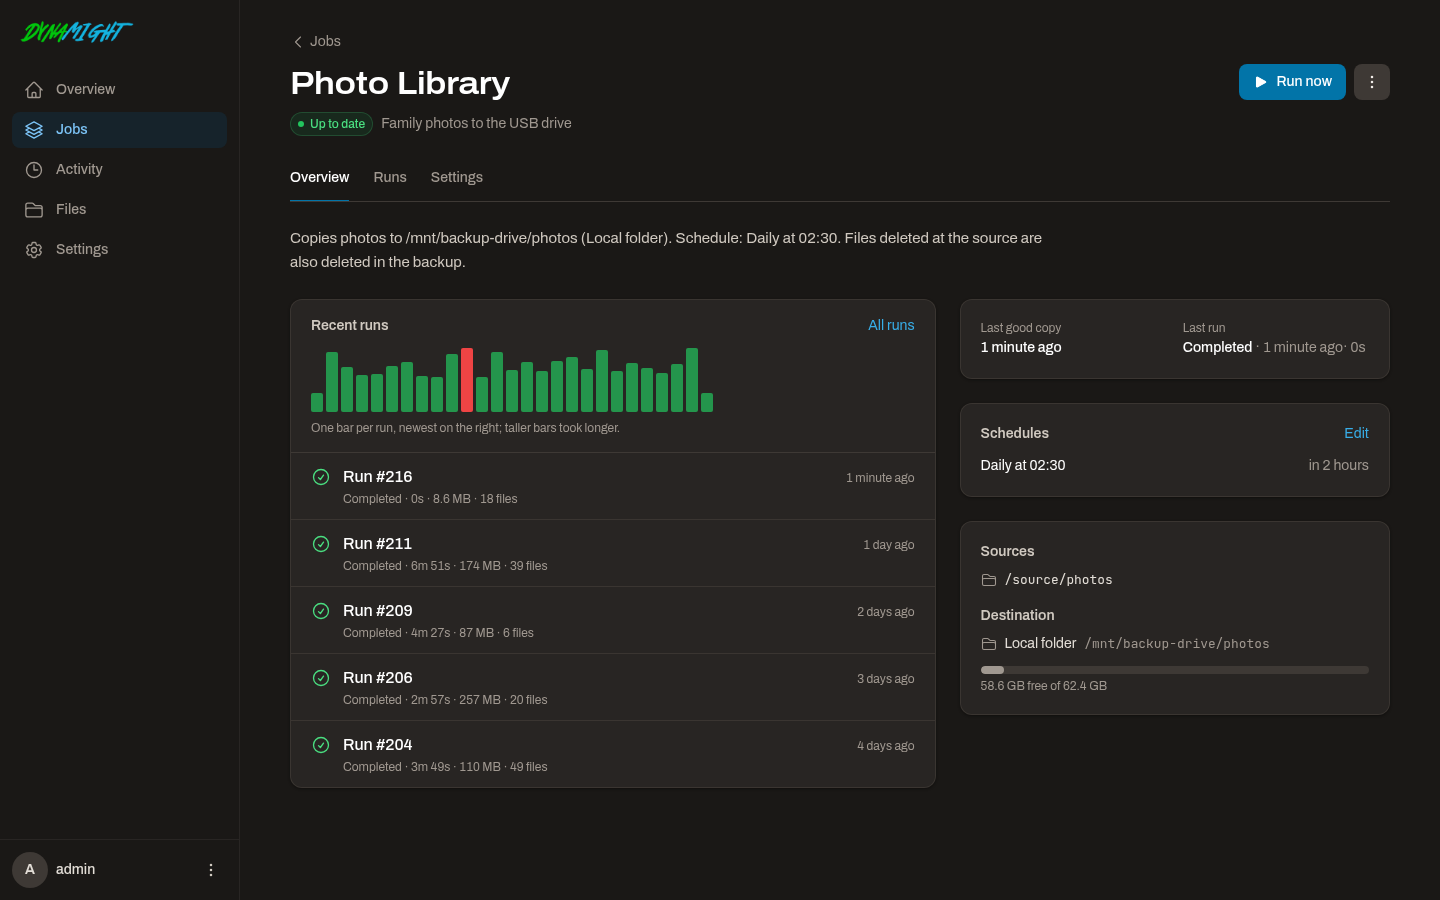 DYNAMIGHT
Overview
Jobs
Activity
Files
Settings
A
admin
Jobs
Photo Library
Run now
Up to date
Family photos to the USB drive
Overview
Runs
Settings
Copies photos to /mnt/backup-drive/photos (Local folder). Schedule: Daily at 02:30. Files deleted at the source are
also deleted in the backup.
Recent runs
All runs
One bar per run, newest on the right; taller bars took longer.
Run #216
1 minute ago
Completed · 0s · 8.6 MB · 18 files
Run #211
1 day ago
Completed · 6m 51s · 174 MB · 39 files
Run #209
2 days ago
Completed · 4m 27s · 87 MB · 6 files
Run #206
3 days ago
Completed · 2m 57s · 257 MB · 20 files
Run #204
4 days ago
Completed · 3m 49s · 110 MB · 49 files
Last good copy
1 minute ago
Last run
Completed · 1 minute ago · 0s
Schedules
Edit
Daily at 02:30
in 2 hours
Sources
/source/photos
Destination
Local folder /mnt/backup-drive/photos
58.6 GB free of 62.4 GB